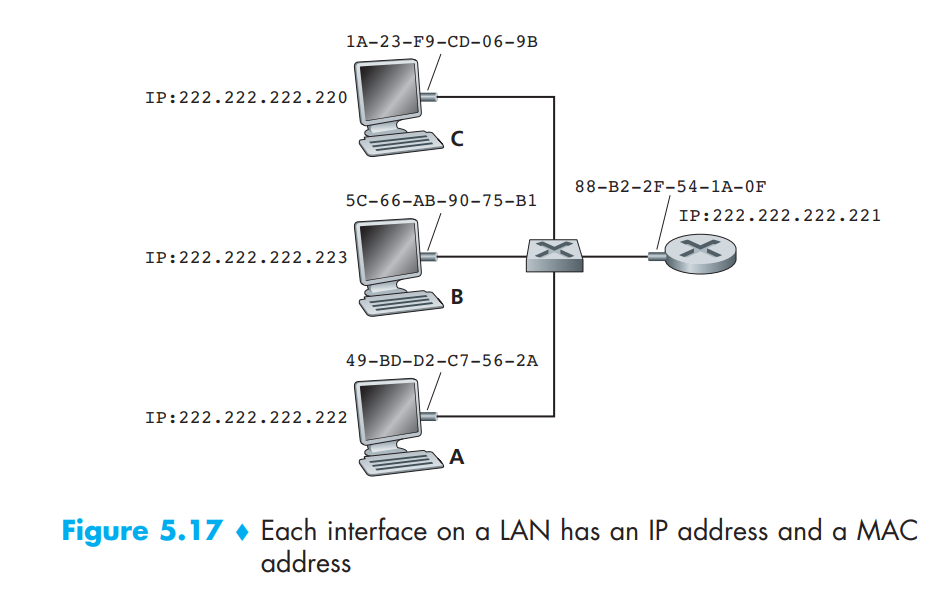 1A-23-F9-CD-06-9B
IP:222.222.222.220
C
88-B2-2F-54-1A-0F
5C-66-AB-90-75-B1
IP:222.222.222.221
IP:222.222.222.223
B
49-BD-D2-C7-56-2A
IP:222.222.222.222
A
Figure 5.17 ♦ Each interface on a LAN has an IP address and a MAC
address